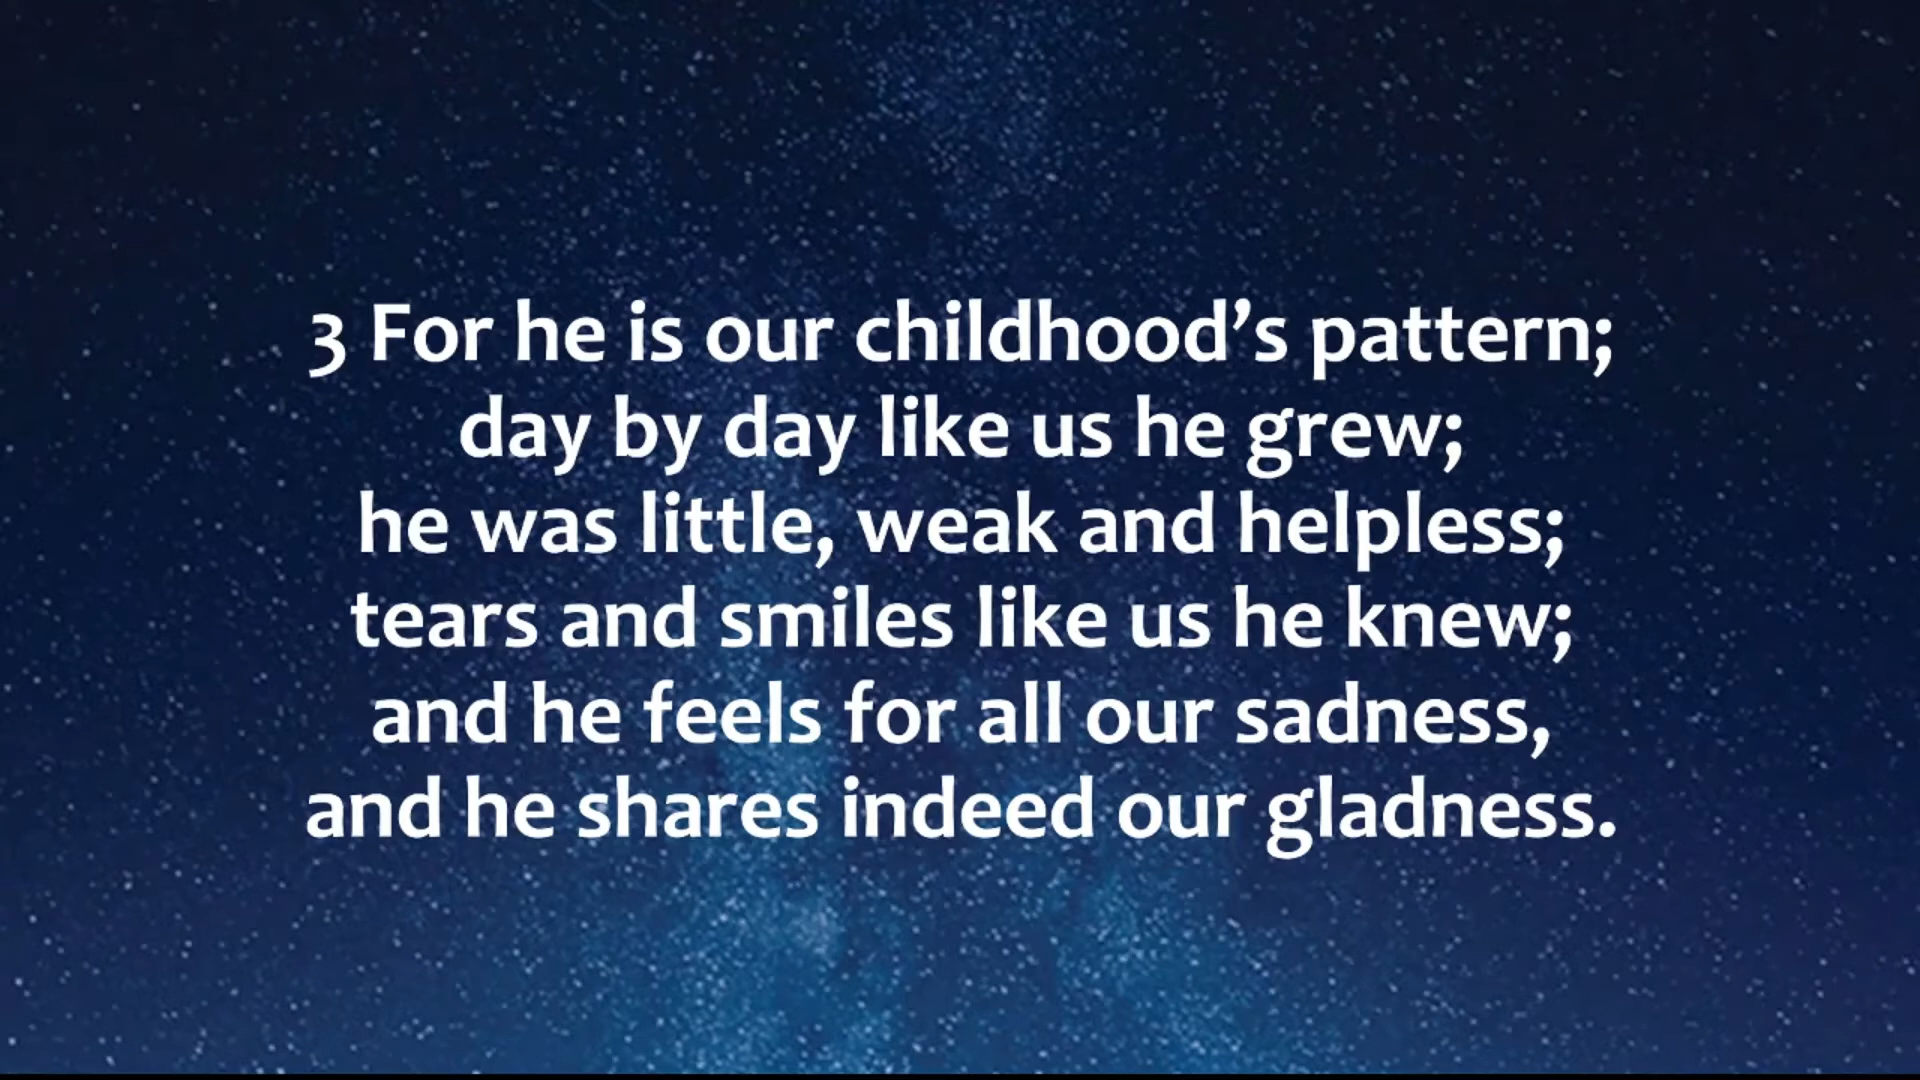 3 For he is our childhood’s pattern;
day by day like us he grew;
he was little, weak and helpless;
tears and smiles like us he knew;
and he feels for all our sadness,
and he shares indeed our gladness.